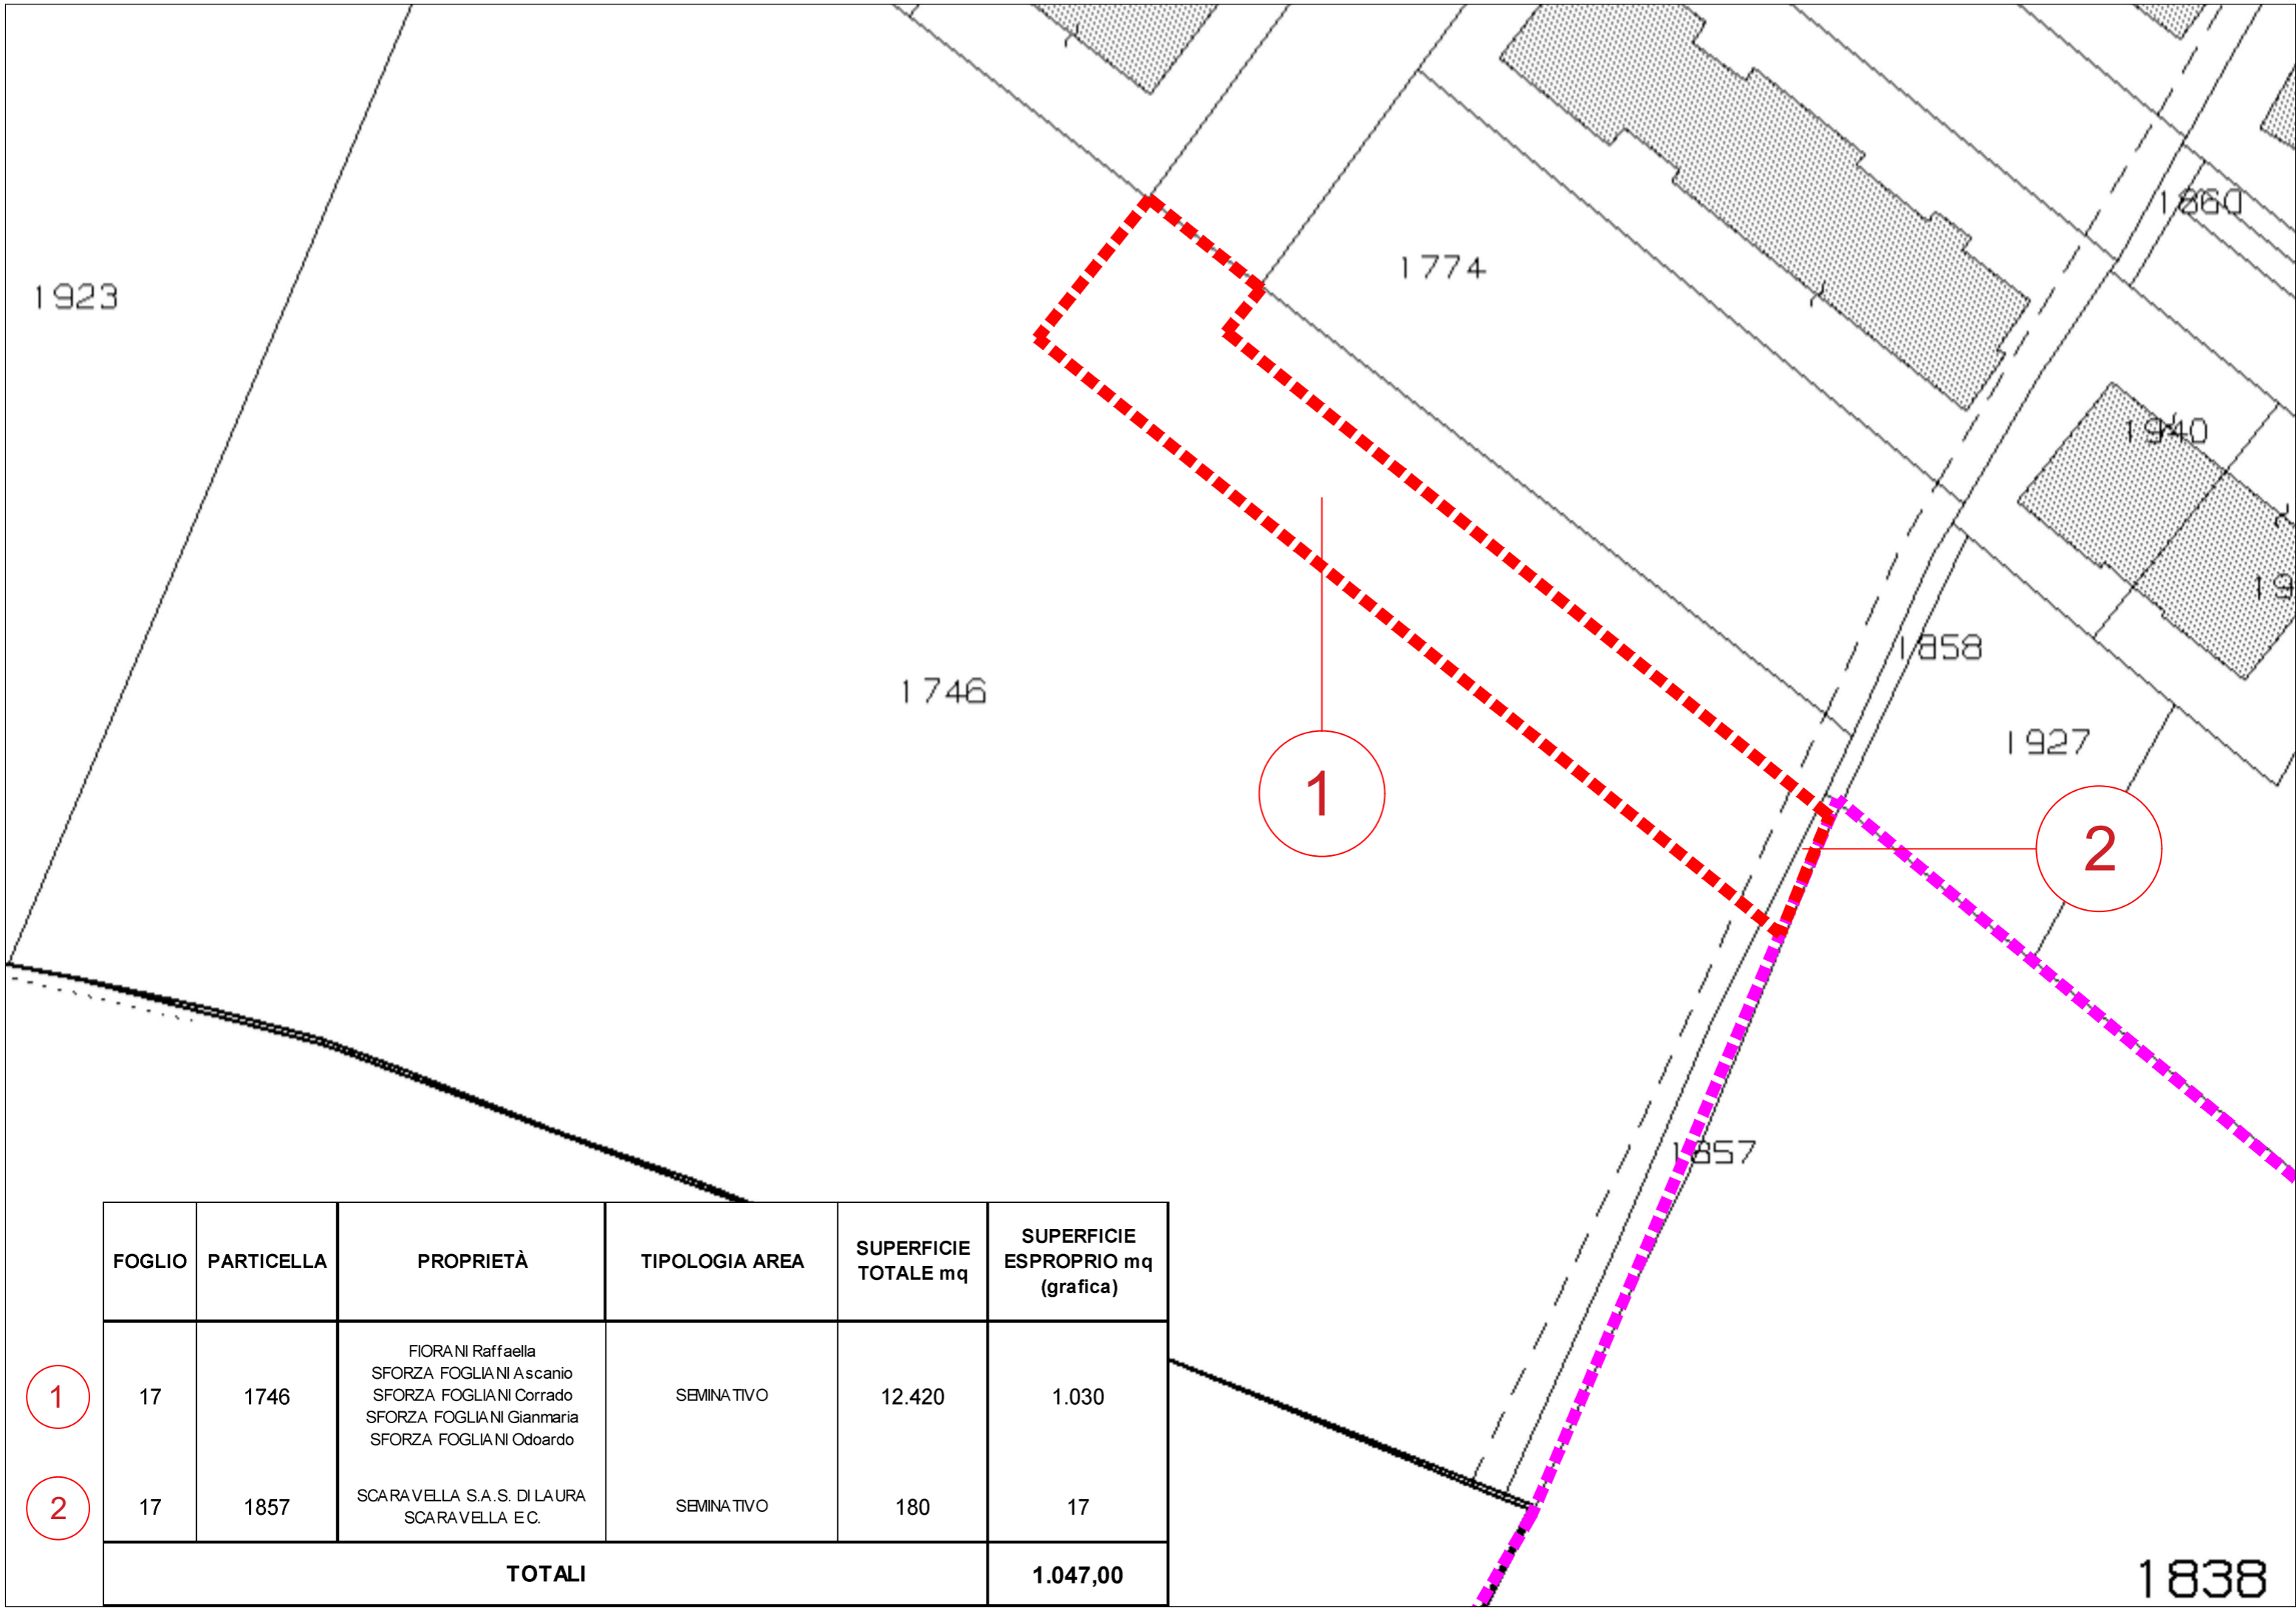 1860
1774
1923
1940
19
1858
1746
1927
1
2
1857
FOGLIO PARTICELLA PROPRIETÀ TIPOLOGIA AREA SUPERFICIE TOTALE mq SUPERFICIE ESPROPRIO mq (grafica)
1 17 1746 FIORANI Raffaella
SFORZA FOGLIANI Ascanio
SFORZA FOGLIANI Corrado
SFORZA FOGLIANI Gianmaria
SFORZA FOGLIANI Odoardo
SEMINATIVO 12.420 1.030
2 17 1857 SCARAVELLA S.A.S. DI LAURA
SCARAVELLA E C.
SEMINATIVO 180 17
TOTALI 1.047,00
1838